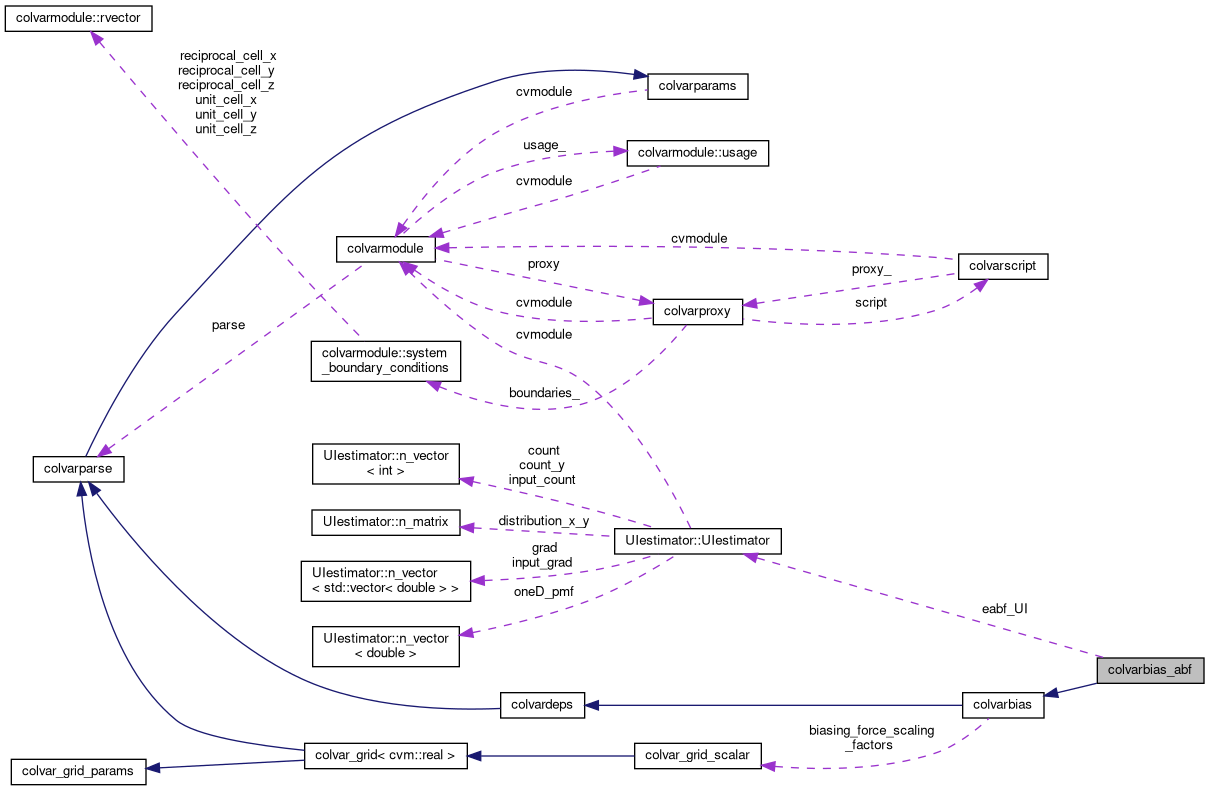 colvarmodule::rvector
reciprocal_cell_x
reciprocal_cell_y
reciprocal_cell_z
unit_cell_x
unit_cell_y
unit_cell_z
cvmodule
colvarparams
usage_
colvarmodule::usage
cvmodule
colvarmodule
cvmodule
colvarscript
proxy
proxy_
cvmodule
colvarproxy
script
parse
cvmodule
colvarmodule::system
_boundary_conditions
boundaries_
colvarparse
UIestimator::n_vector
< int >
count
count_y
input_count
UIestimator::n_matrix
distribution_x_y
UIestimator::UIestimator
grad
input_grad
UIestimator::n_vector
< std::vector< double > >
oneD_pmf
eabf_UI
UIestimator::n_vector
< double >
colvarbias_abf
colvardeps
colvarbias
biasing_force_scaling
_factors
colvar_grid< cvm::real >
colvar_grid_scalar
colvar_grid_params